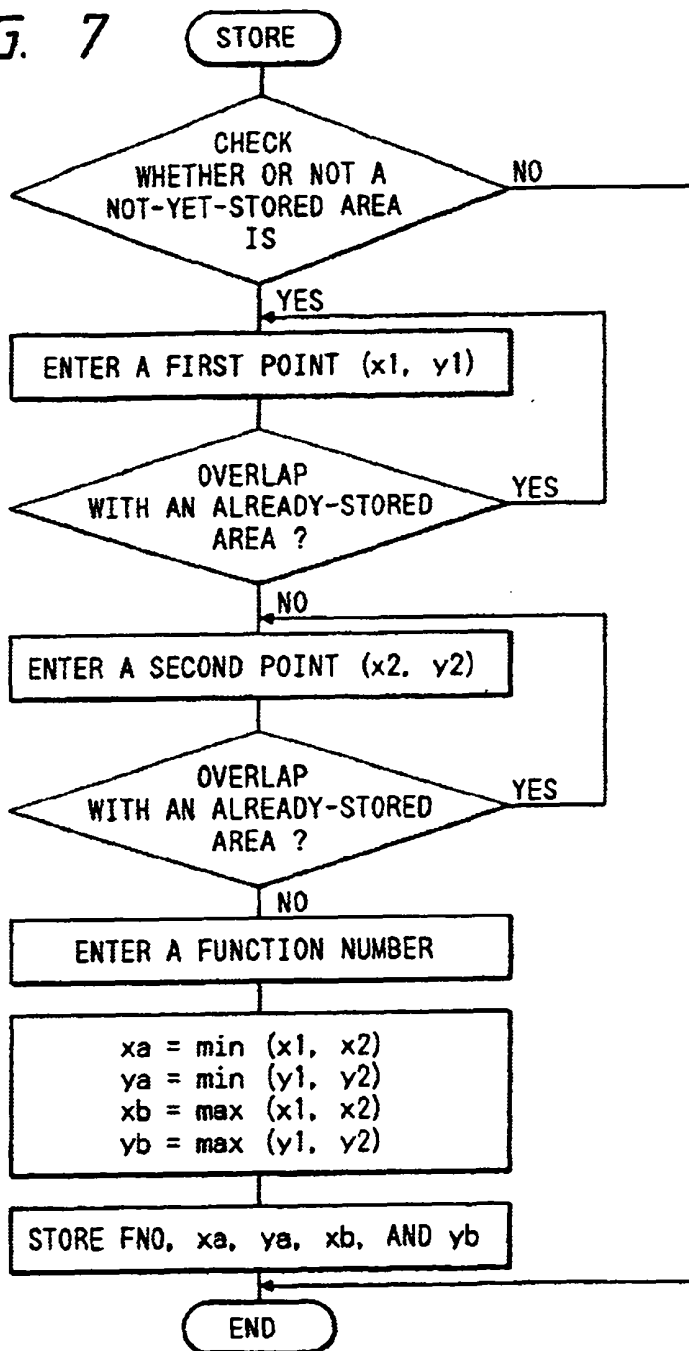 G. 7
STORE
CHECK
WHETHER OR NOT A
NOT-YET-STORED AREA
IS
NO
YES
ENTER A FIRST POINT (x1, y1)
OVERLAP
WITH AN ALREADY-STORED
AREA ?
YES
NO
ENTER A SECOND POINT (x2, y2)
OVERLAP
WITH AN ALREADY-STORED
AREA ?
YES
NO
ENTER A FUNCTION NUMBER
xa = min (x1, x2)
ya = min (y1, y2)
xb = max (x1, x2)
yb = max (y1, y2)
STORE FNO, xa, ya, xb, AND yb
END